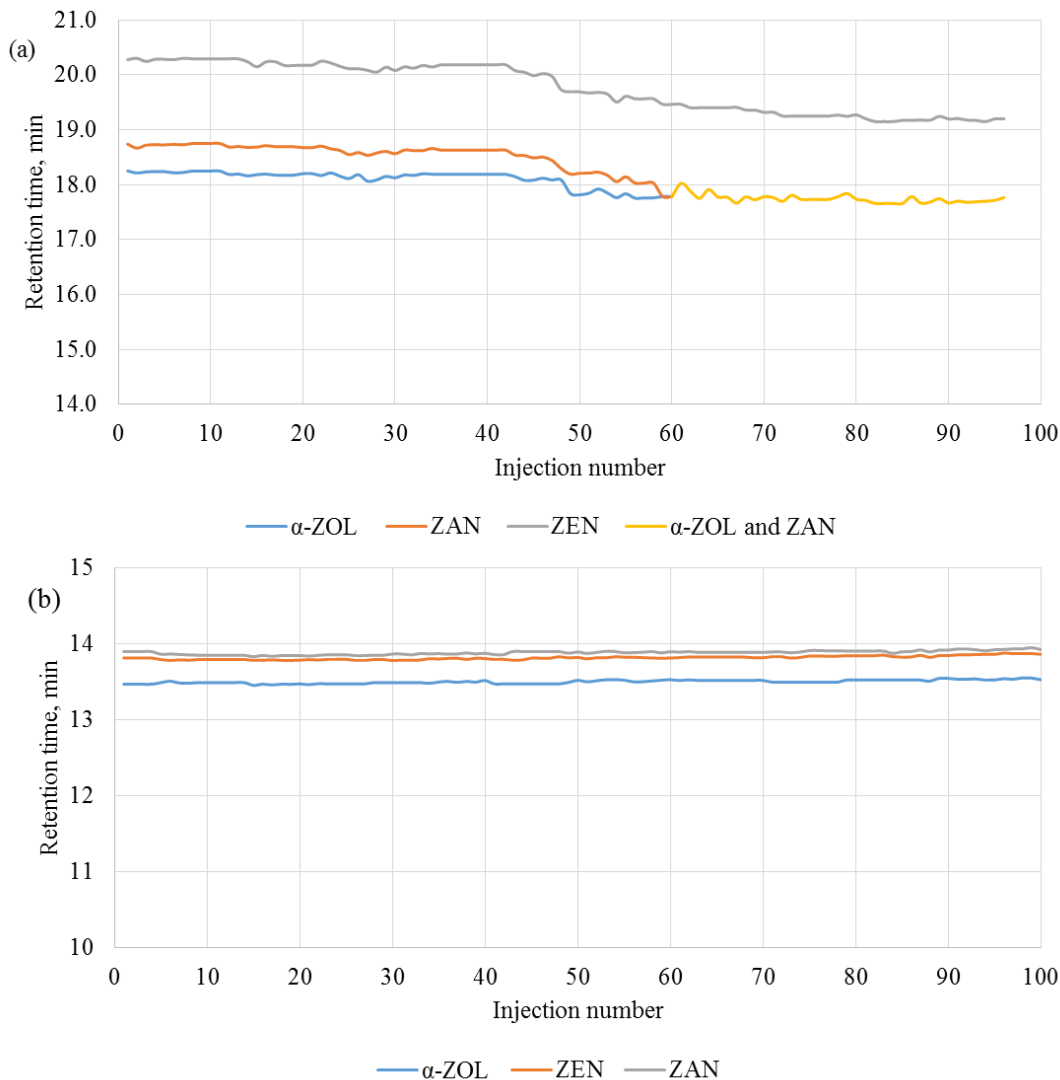 (a)
Retention time, min
21.0
20.0
19.0
18.0
17.0
16.0
15.0
14.0
0 10 20 30 40 50 60 70 80 90 100
Injection number
α-ZOL ZAN ZEN α-ZOL and ZAN
(b)
Retention time, min
15
14
13
12
11
10
0 10 20 30 40 50 60 70 80 90 100
Injection number
α-ZOL ZEN ZAN